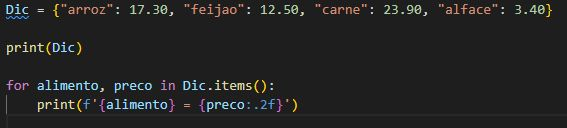 Dic = {"arroz": 17.30, "feijao": 12.50, "carne": 23.90, "alface": 3.40}
print(Dic)
for alimento, preco in Dic.items():
    print(f'{alimento} = {preco:.2f}')